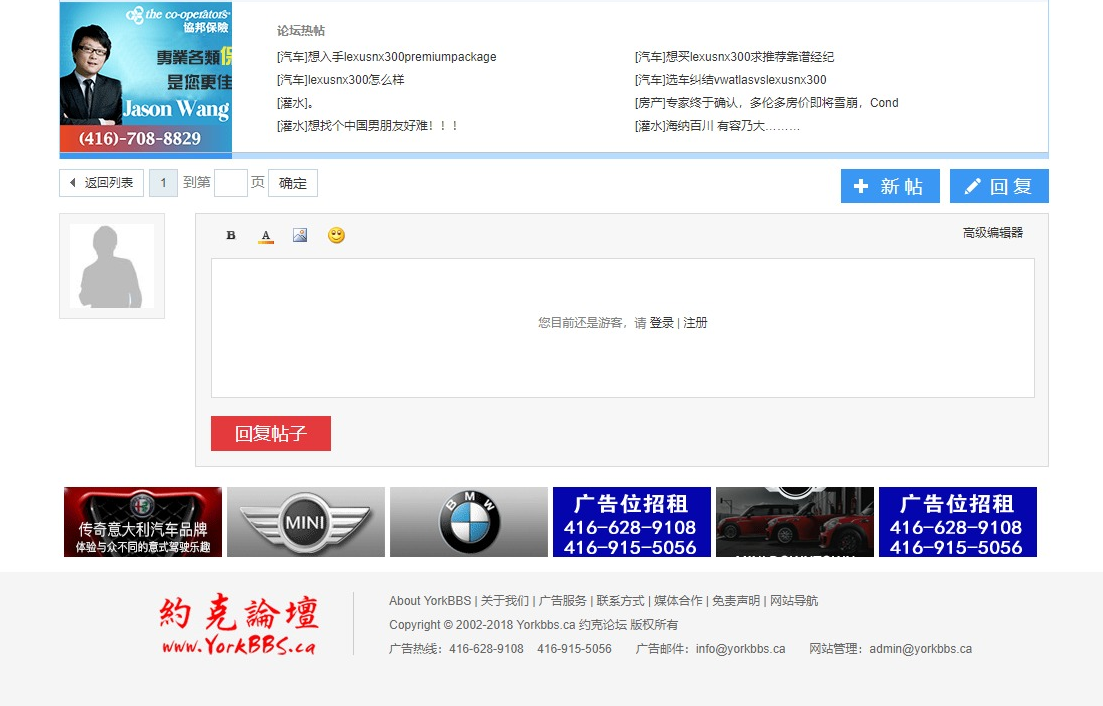 the co-operators
協邦保險
專業各類保
是您更佳
Jason Wang
(416)-708-8829
论坛热帖
[汽车]想入手lexusnx300premiumpackage
[汽车]想买lexusnx300求推荐靠谱经纪
[汽车]lexusnx300怎么样
[汽车]选车纠结vwatlasvslexusnx300
[灌水]。
[房产]专家终于确认，多伦多房价即将雪崩，Cond
[灌水]想找个中国男朋友好难！！！
[灌水]海纳百川 有容乃大………
返回列表
1
到第
页
确定
新 帖
回 复
B
A
高级编辑器
您目前还是游客，请 登录 | 注册
回复帖子
传奇意大利汽车品牌
体验与众不同的意式驾驶乐趣
MINI
BMW
广告位招租
416-628-9108
416-915-5056
MINI DOWNTOWN
广告位招租
416-628-9108
416-915-5056
約克論壇
www.YorkBBS.ca
About YorkBBS | 关于我们 | 广告服务 | 联系方式 | 媒体合作 | 免责声明 | 网站导航
Copyright © 2002-2018 Yorkbbs.ca 约克论坛 版权所有
广告热线：416-628-9108 416-915-5056 广告邮件：info@yorkbbs.ca 网站管理：admin@yorkbbs.ca